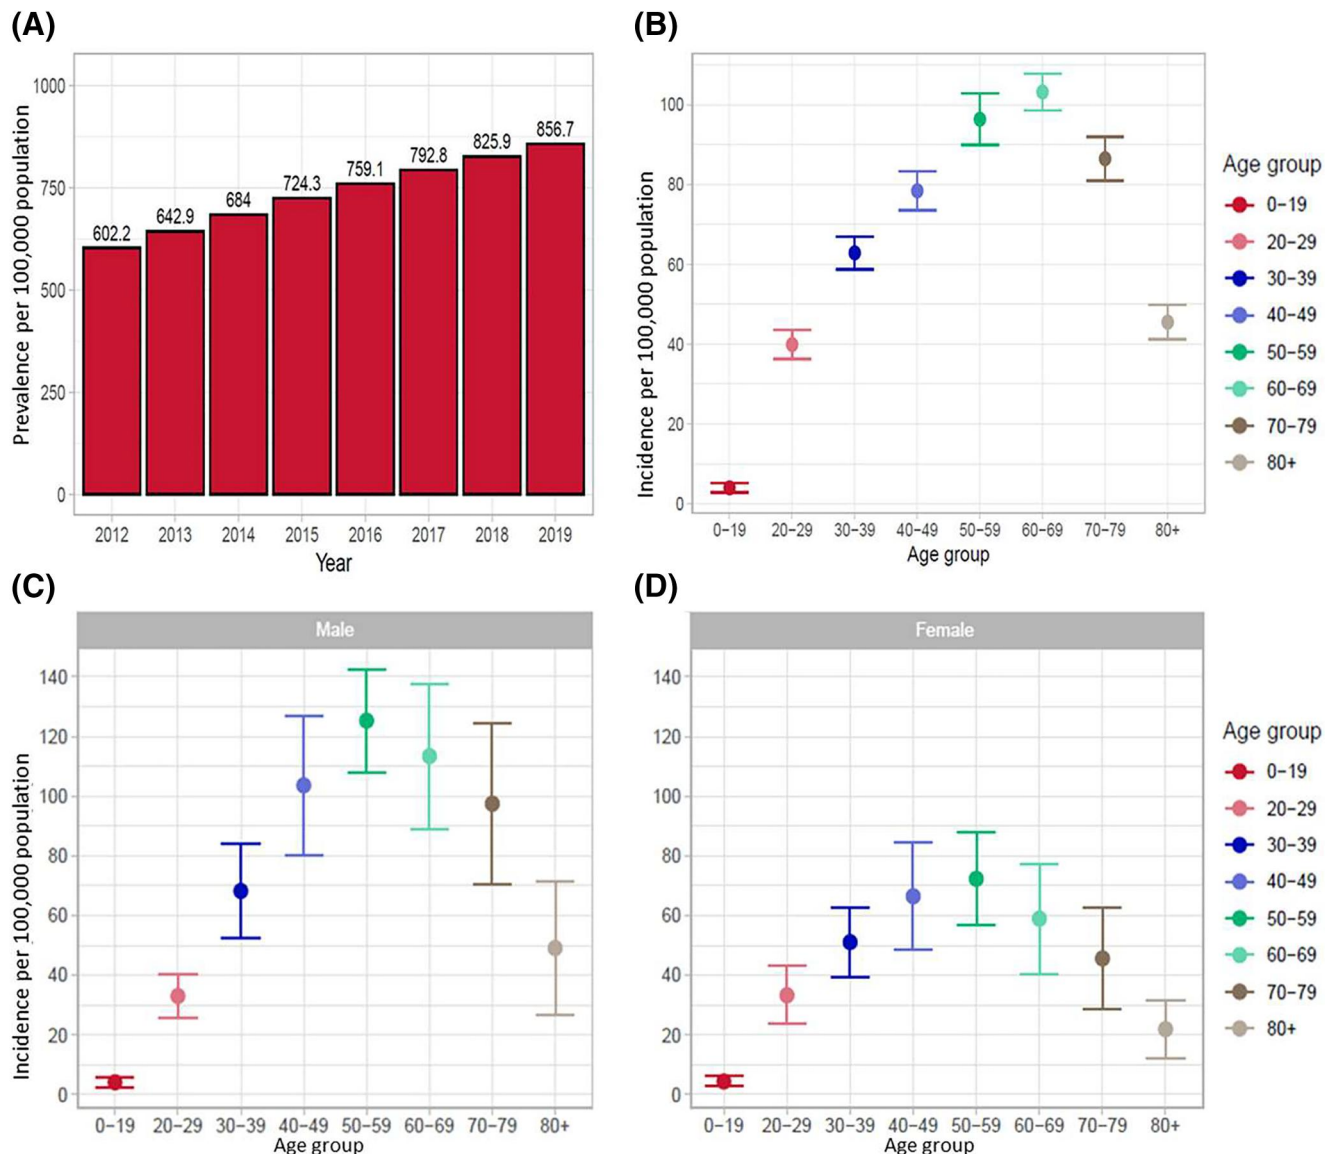 (A)
Prevalence per 100,000 population
1000
750
500
250
0
602.2
642.9
684
724.3
759.1
792.8
825.9
856.7
2012 2013 2014 2015 2016 2017 2018 2019
Year
(B)
Incidence per 100,000 population
100
80
60
40
20
0
0-19 20-29 30-39 40-49 50-59 60-69 70-79 80+
Age group
Age group
0-19
20-29
30-39
40-49
50-59
60-69
70-79
80+
(C)
Male
Incidence per 100,000 population
140
120
100
80
60
40
20
0
0-19 20-29 30-39 40-49 50-59 60-69 70-79 80+
Age group
(D)
Female
140
120
100
80
60
40
20
0
0-19 20-29 30-39 40-49 50-59 60-69 70-79 80+
Age group
Age group
0-19
20-29
30-39
40-49
50-59
60-69
70-79
80+